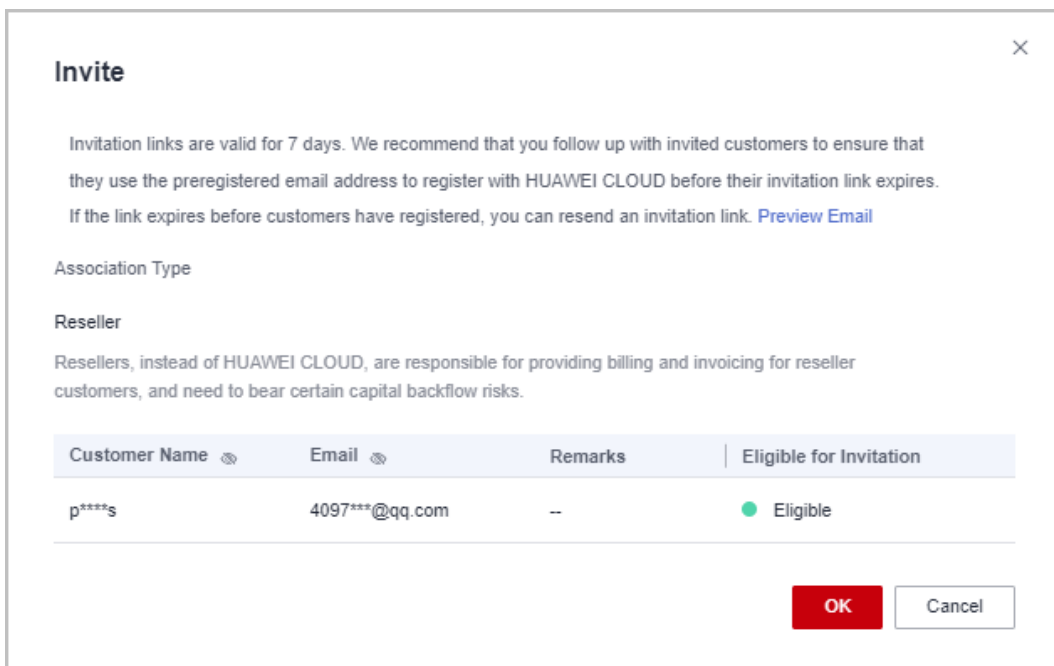 Invite
Invitation links are valid for 7 days. We recommend that you follow up with invited customers to ensure that
they use the preregistered email address to register with HUAWEI CLOUD before their invitation link expires.
If the link expires before customers have registered, you can resend an invitation link. Preview Email
Association Type
Reseller
Resellers, instead of HUAWEI CLOUD, are responsible for providing billing and invoicing for reseller
customers, and need to bear certain capital backflow risks.
Customer Name Email Remarks Eligible for Invitation
p****s 4097***@qq.com -- Eligible
OK Cancel